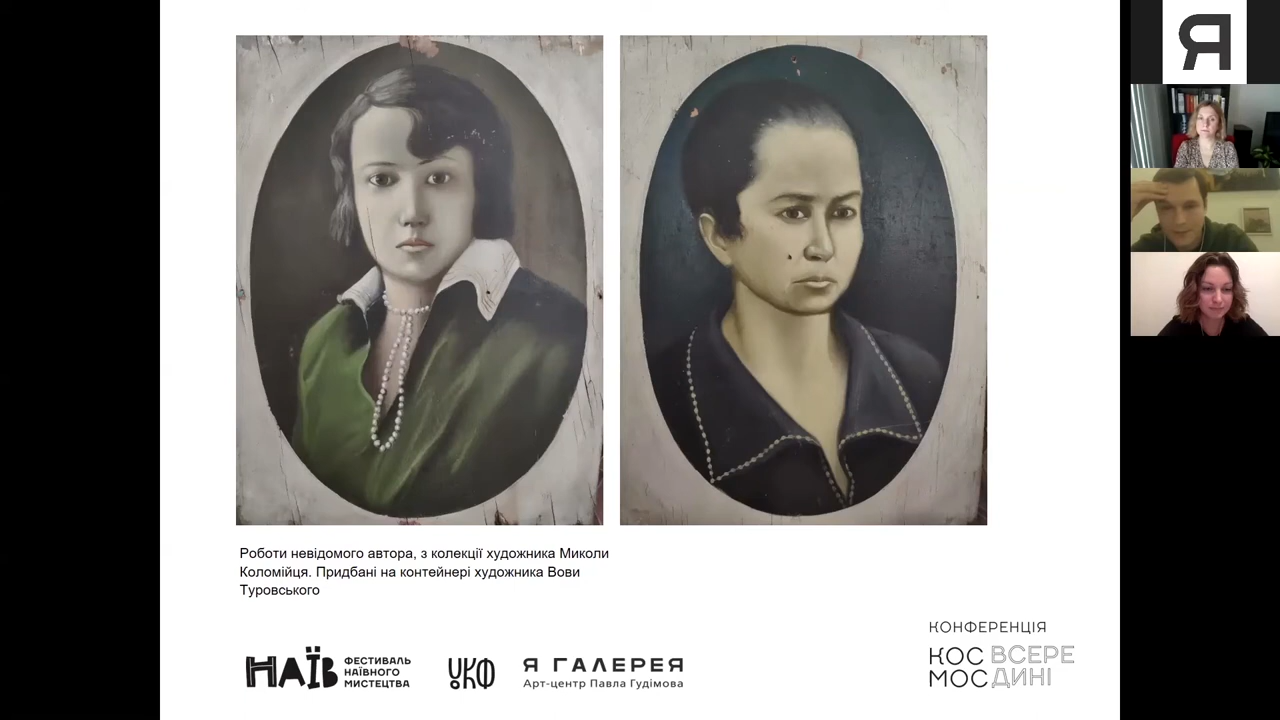 Я
Роботи невідомого автора, з колекції художника Миколи
Коломійця. Придбані на контейнері художника Вови
Туровського
КОНФЕРЕНЦІЯ
КОС ВСЕРЕ
МОС ДИНІ
НАЇВ
ФЕСТИВАЛЬ
НАЇВНОГО
МИСТЕЦТВА
УКФ
Я ГАЛЕРЕЯ
Арт-центр Павла Гудімова